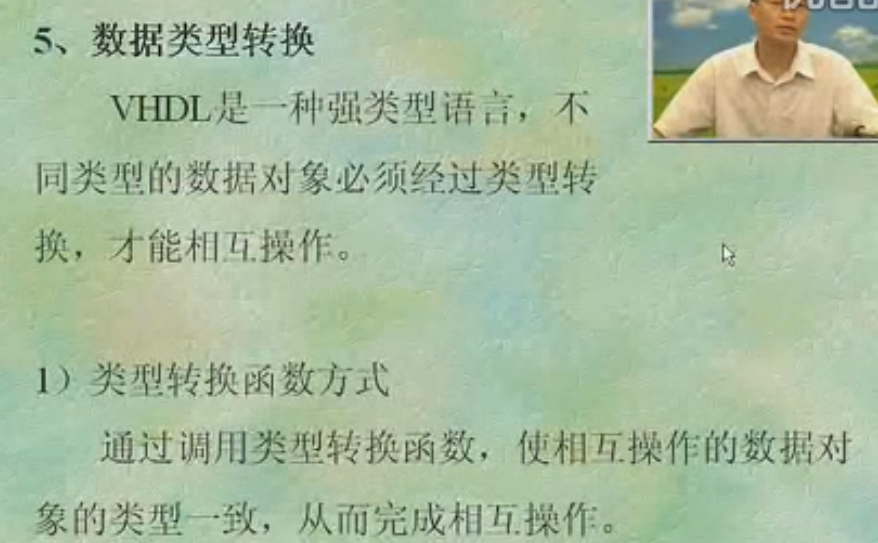 5、数据类型转换
VHDL是一种强类型语言，不
同类型的数据对象必须经过类型转
换，才能相互操作。
1）类型转换函数方式
通过调用类型转换函数，使相互操作的数据对
象的类型一致，从而完成相互操作。